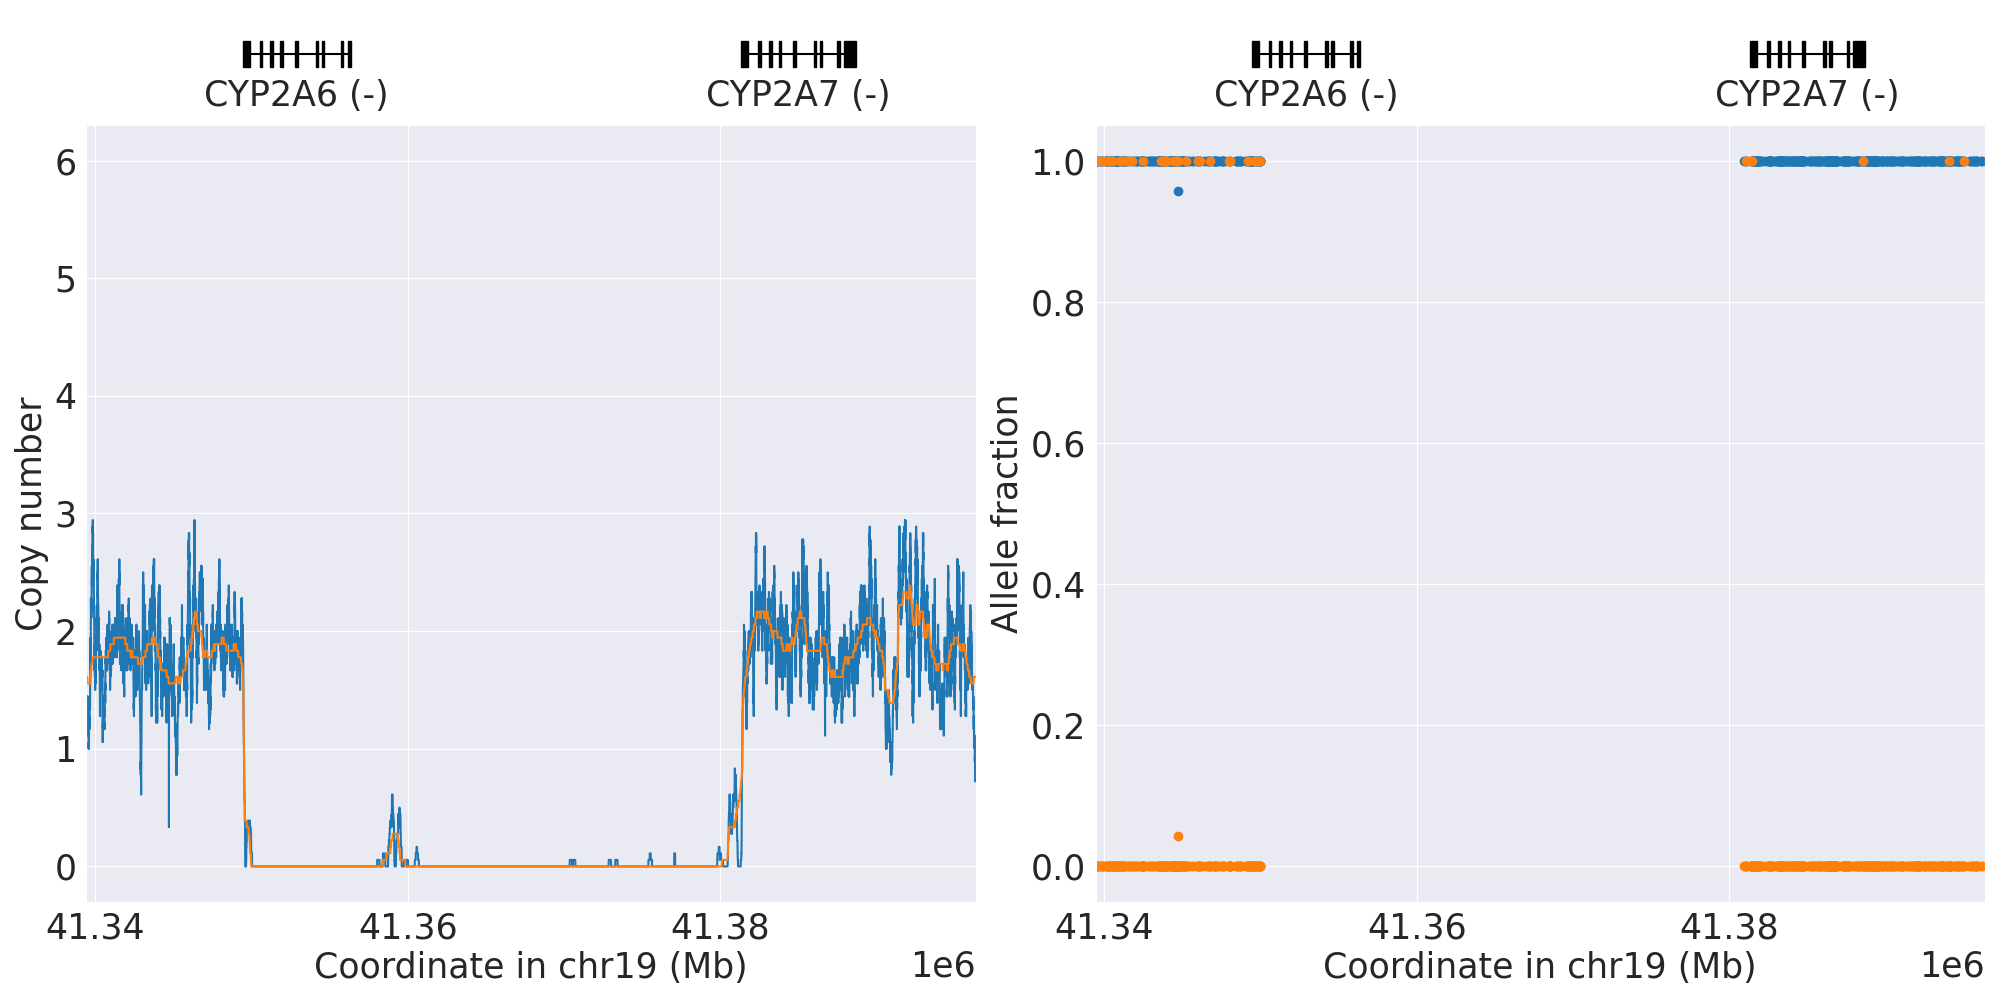 CYP2A6 (-) CYP2A7 (-)
6
5
4
3
2
1
0
Copy number
41.34 41.36 41.38
Coordinate in chr19 (Mb) 1e6
CYP2A6 (-) CYP2A7 (-)
1.0
0.8
0.6
0.4
0.2
0.0
Allele fraction
41.34 41.36 41.38
Coordinate in chr19 (Mb) 1e6